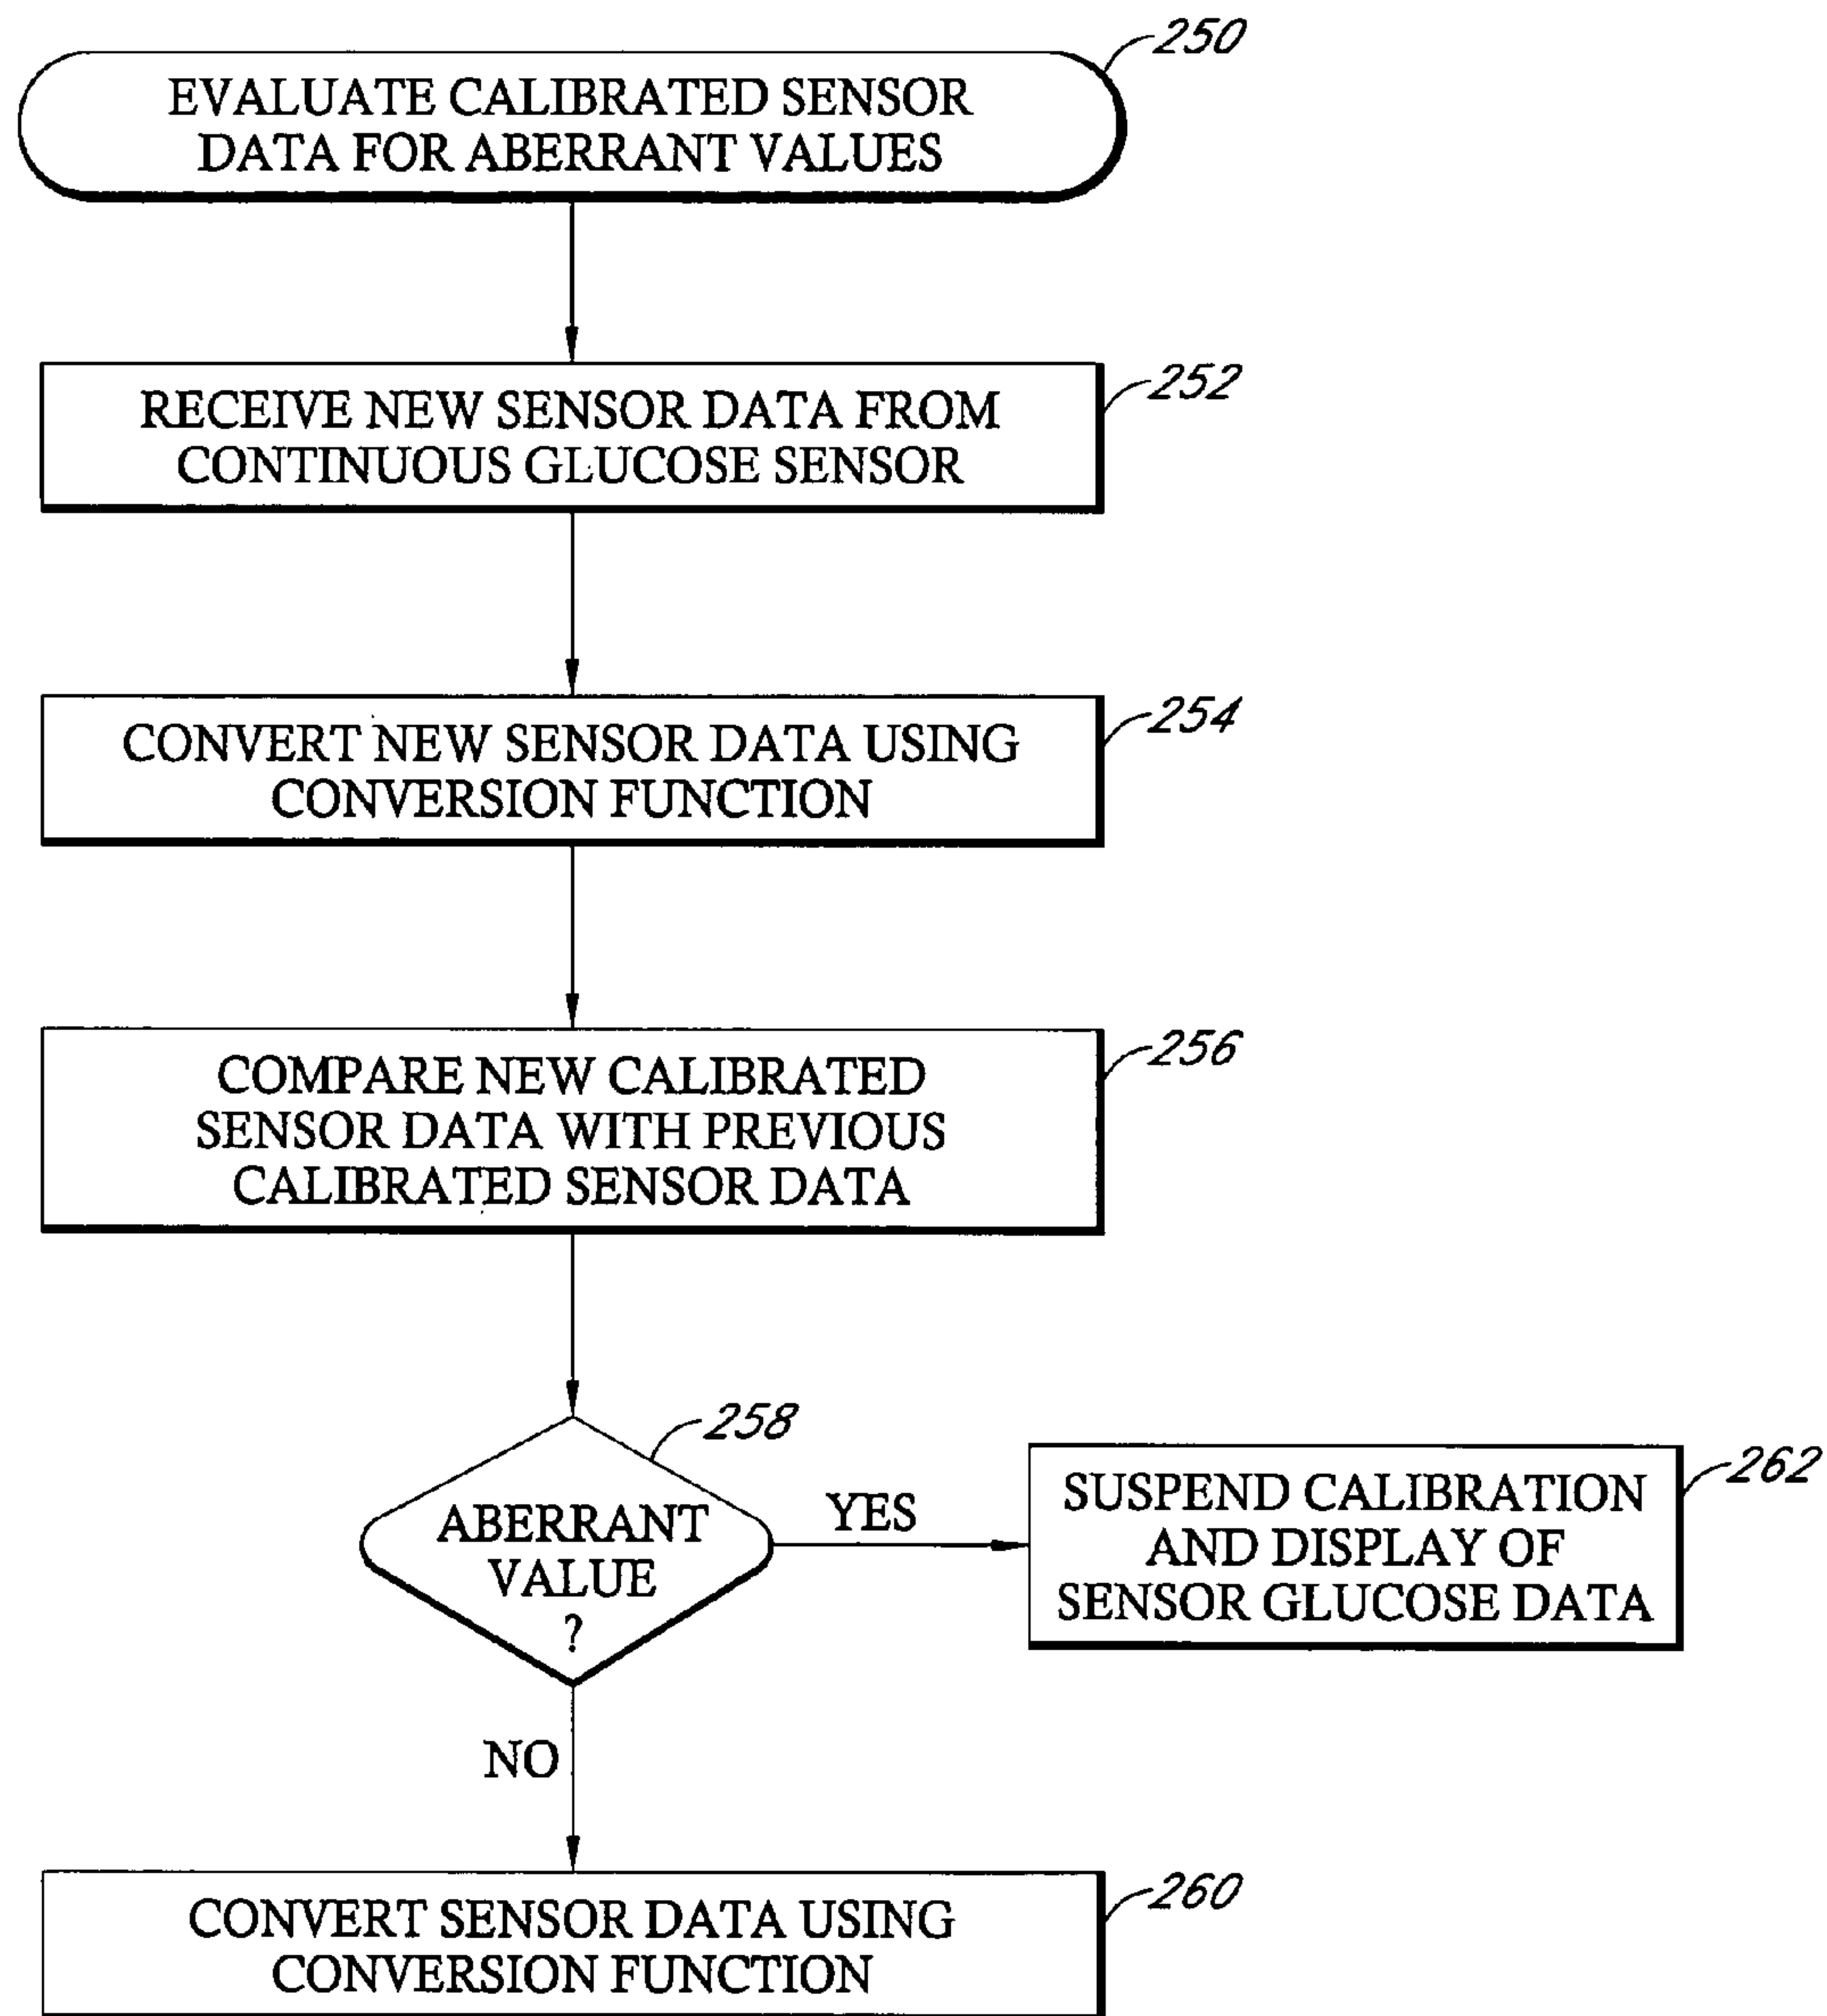 250
EVALUATE CALIBRATED SENSOR
DATA FOR ABERRANT VALUES
252
RECEIVE NEW SENSOR DATA FROM
CONTINUOUS GLUCOSE SENSOR
254
CONVERT NEW SENSOR DATA USING
CONVERSION FUNCTION
256
COMPARE NEW CALIBRATED
SENSOR DATA WITH PREVIOUS
CALIBRATED SENSOR DATA
258
ABERRANT
VALUE
?
YES
262
SUSPEND CALIBRATION
AND DISPLAY OF
SENSOR GLUCOSE DATA
NO
260
CONVERT SENSOR DATA USING
CONVERSION FUNCTION